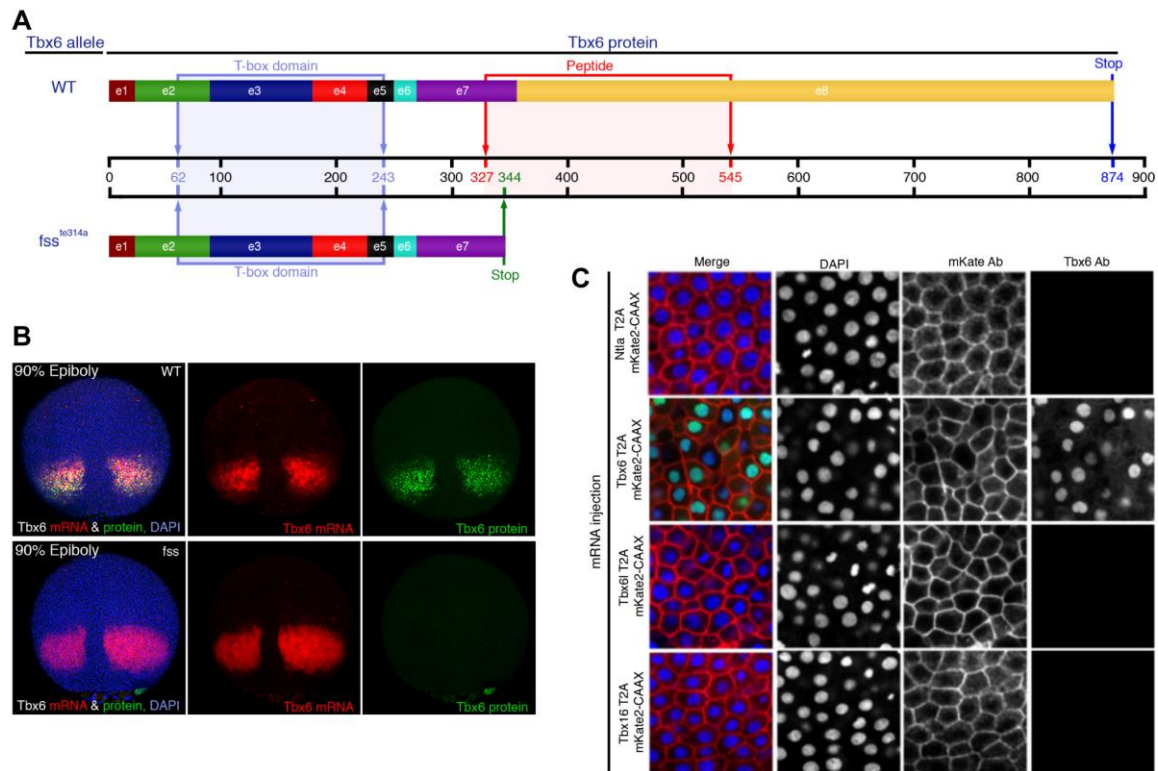 A
Tbx6 allele Tbx6 protein
T-box domain Peptide Stop
WT e1 e2 e3 e4 e5 e6 e7 e8
0 62 100 200 243 300 327 344 400 500 545 600 700 800 874 900
fss te314a e1 e2 e3 e4 e5 e6 e7
T-box domain Stop
B
90% Epiboly WT
Tbx6 mRNA & protein, DAPI Tbx6 mRNA Tbx6 protein
90% Epiboly fss
Tbx6 mRNA & protein, DAPI Tbx6 mRNA Tbx6 protein
C
Merge DAPI mKate Ab Tbx6 Ab
mRNA injection
Ntla T2A
mKate2-CAAX
Tbx6 T2A
mKate2-CAAX
Tbx6l T2A
mKate2-CAAX
Tbx16 T2A
mKate2-CAAX